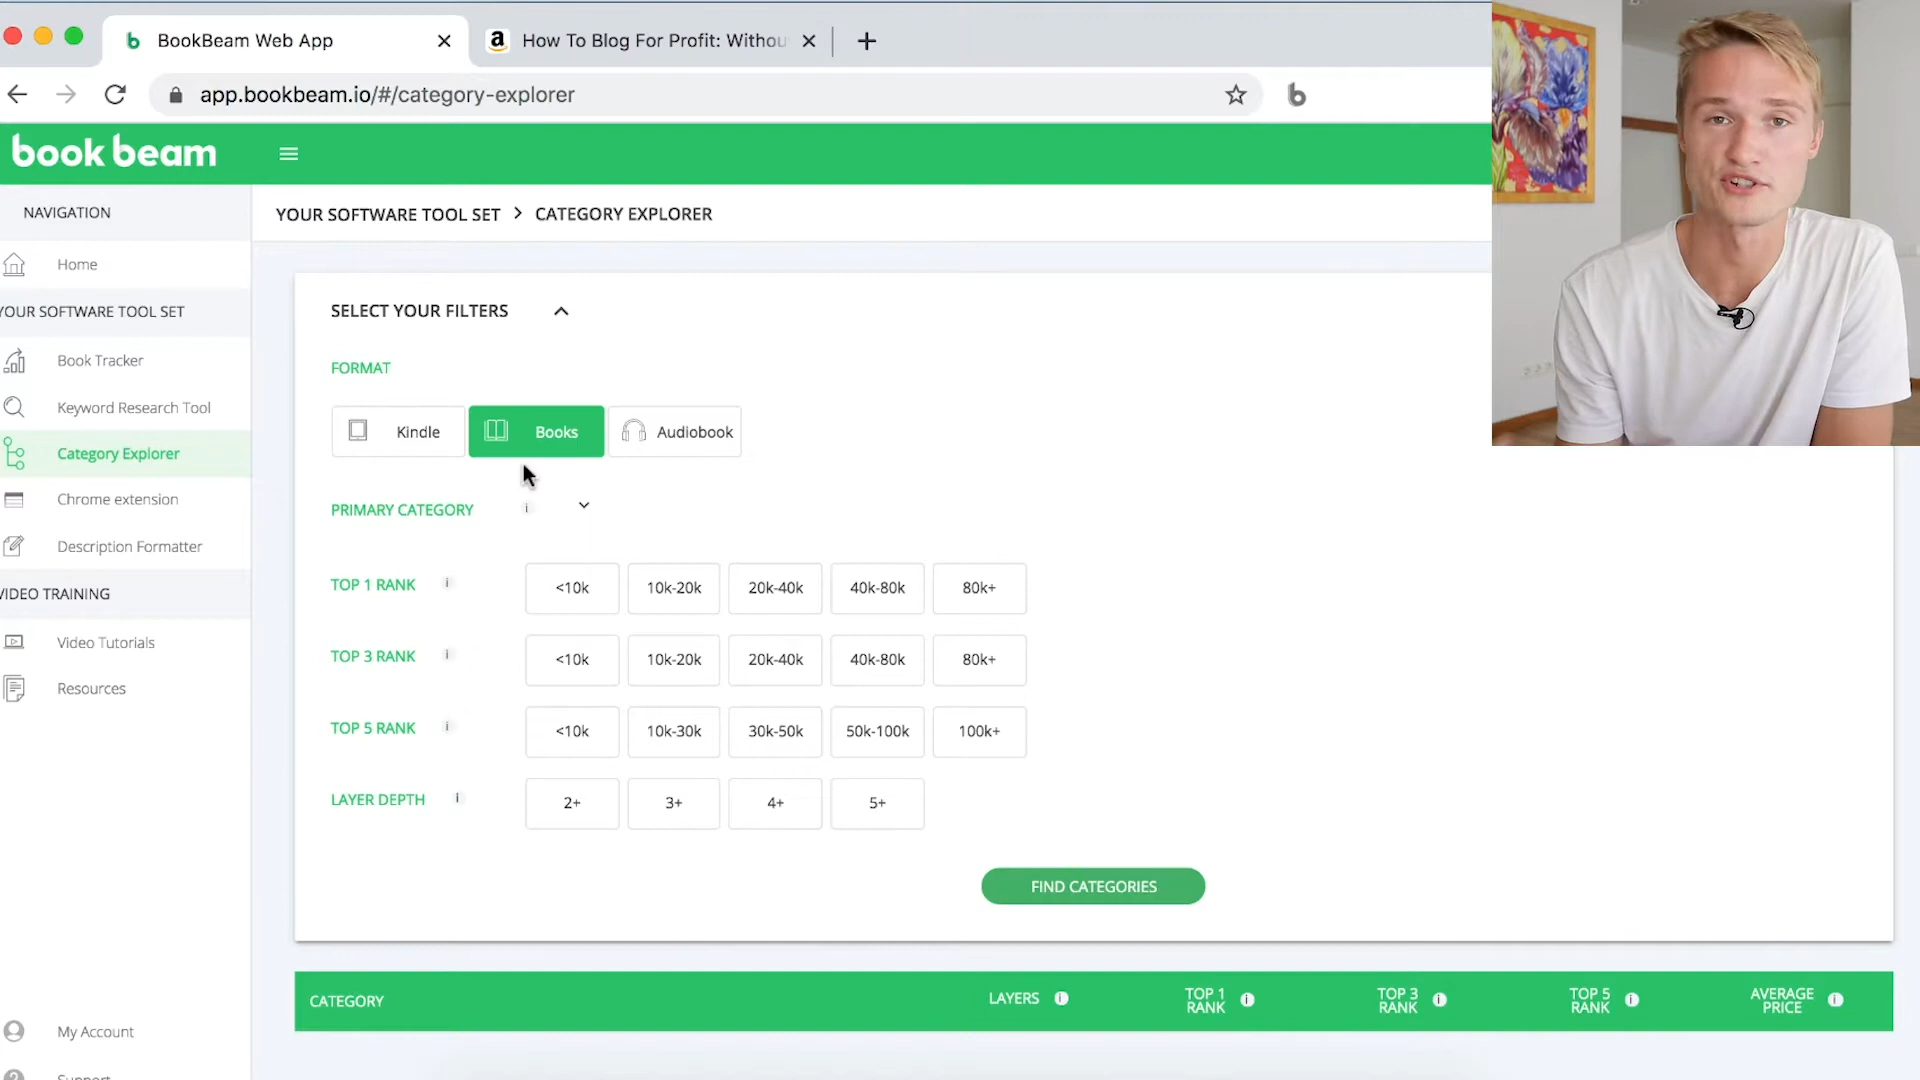 BookBeam Web App
How To Blog For Profit: Withou
app.bookbeam.io/#/category-explorer
book beam
NAVIGATION
YOUR SOFTWARE TOOL SET > CATEGORY EXPLORER
Home
YOUR SOFTWARE TOOL SET
Book Tracker
Keyword Research Tool
Category Explorer
Chrome extension
Description Formatter
VIDEO TRAINING
Video Tutorials
Resources
My Account
Support
SELECT YOUR FILTERS
FORMAT
Kindle Books Audiobook
PRIMARY CATEGORY i
TOP 1 RANK i <10k 10k-20k 20k-40k 40k-80k 80k+
TOP 3 RANK i <10k 10k-20k 20k-40k 40k-80k 80k+
TOP 5 RANK i <10k 10k-30k 30k-50k 50k-100k 100k+
LAYER DEPTH i 2+ 3+ 4+ 5+
FIND CATEGORIES
CATEGORY LAYERS i TOP 1 RANK i TOP 3 RANK i TOP 5 RANK i AVERAGE PRICE i